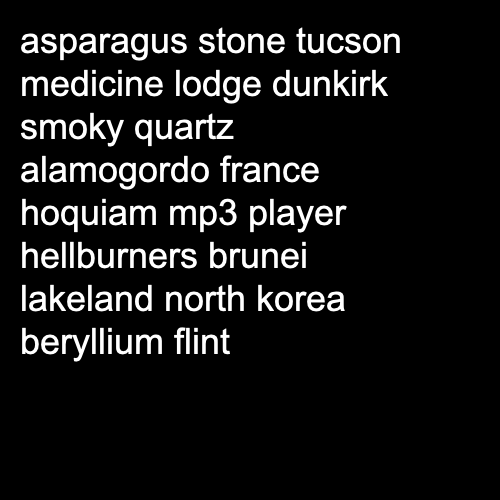 asparagus stone tucson
medicine lodge dunkirk
smoky quartz
alamogordo france
hoquiam mp3 player
hellburners brunei
lakeland north korea
beryllium flint